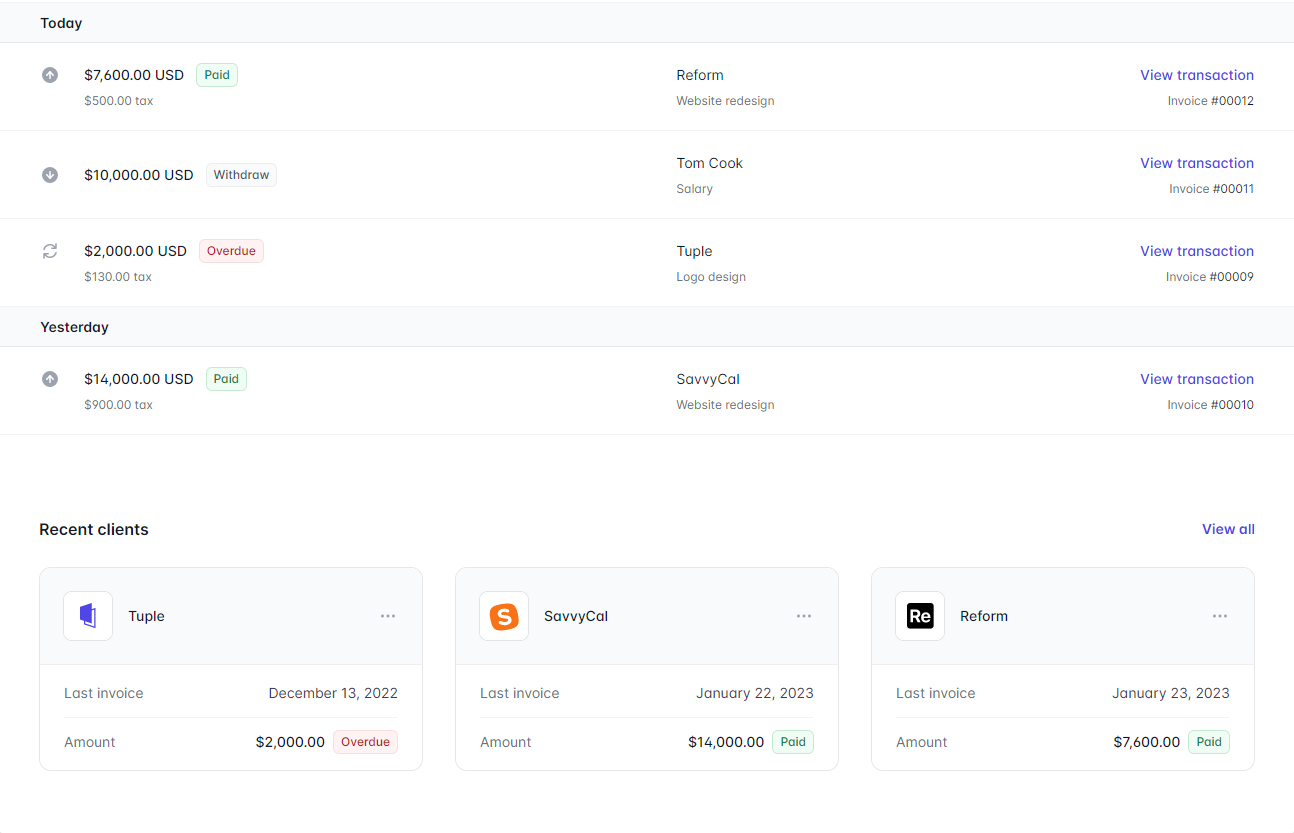 Today
$7,600.00 USD Paid Reform View transaction
$500.00 tax Website redesign Invoice #00012
$10,000.00 USD Withdraw Tom Cook View transaction
Salary Invoice #00011
$2,000.00 USD Overdue Tuple View transaction
$130.00 tax Logo design Invoice #00009
Yesterday
$14,000.00 USD Paid SavvyCal View transaction
$900.00 tax Website redesign Invoice #00010
Recent clients View all
Tuple
Last invoice December 13, 2022
Amount $2,000.00 Overdue
S SavvyCal
Last invoice January 22, 2023
Amount $14,000.00 Paid
Re Reform
Last invoice January 23, 2023
Amount $7,600.00 Paid